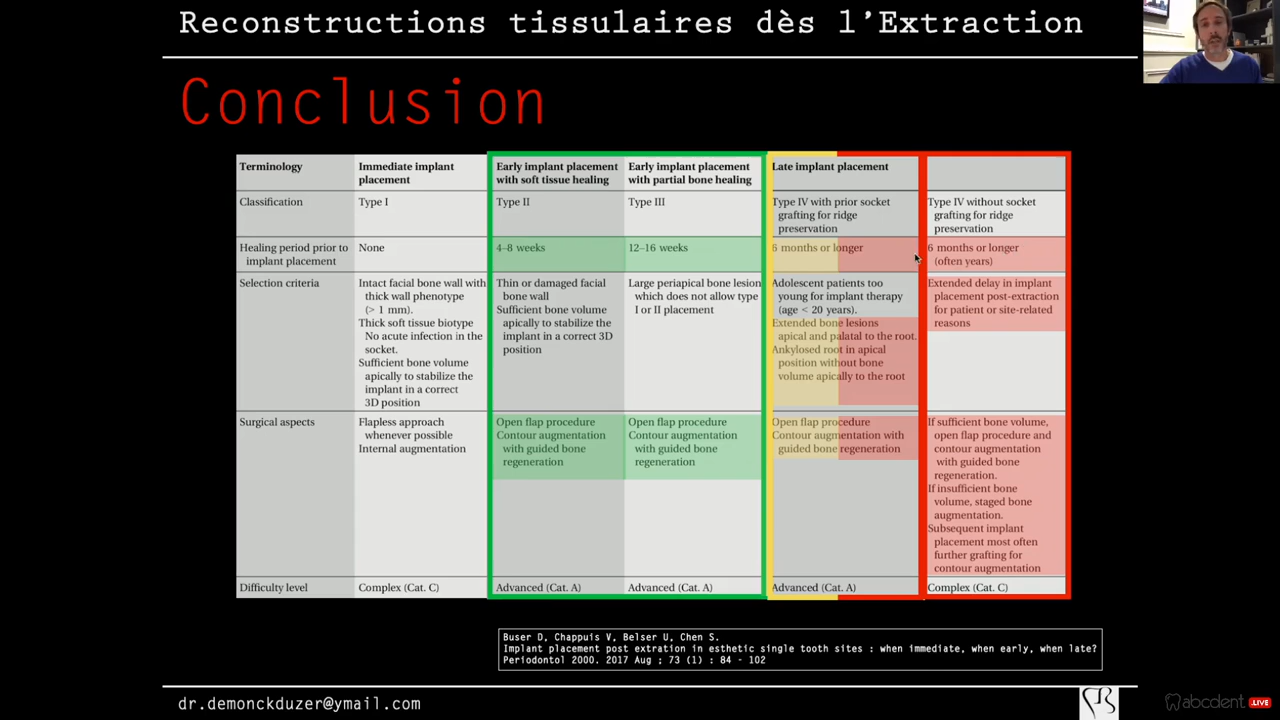 Reconstructions tissulaires dès l'Extraction
Conclusion
Terminology
Immediate implant
placement
Early implant placement
with soft tissue healing
Early implant placement
with partial bone healing
Late implant placement
Classification
Type I
Type II
Type III
Type IV with prior socket
grafting for ridge
preservation
Type IV without socket
grafting for ridge
preservation
Healing period prior to
implant placement
None
4–8 weeks
12–16 weeks
6 months or longer
6 months or longer
(often years)
Selection criteria
Intact facial bone wall with
thick wall phenotype
(> 1 mm).
Thick soft tissue biotype
No acute infection in the
socket.
Sufficient bone volume
apically to stabilize the
implant in a correct
3D position
Thin or damaged facial
bone wall
Sufficient bone volume
apically to stabilize the
implant in a correct 3D
position
Large periapical bone lesion
which does not allow type
I or II placement
Adolescent patients too
young for implant therapy
(age < 20 years).
Extended bone lesions
apical and palatal to the root.
Ankylosed root in apical
position without bone
volume apically to the root
Extended delay in implant
placement post-extraction
for patient or site-related
reasons
Surgical aspects
Flapless approach
whenever possible
Internal augmentation
Open flap procedure
Contour augmentation
with guided bone
regeneration
Open flap procedure
Contour augmentation
with guided bone
regeneration
Open flap procedure
Contour augmentation with
guided bone regeneration
If sufficient bone volume,
open flap procedure and
contour augmentation
with guided bone
regeneration.
If insufficient bone
volume, staged bone
augmentation.
Subsequent implant
placement most often
further grafting for
contour augmentation
Difficulty level
Complex (Cat. C)
Advanced (Cat. A)
Advanced (Cat. A)
Advanced (Cat. A)
Complex (Cat. C)
Buser D, Chappuis V, Belser U, Chen S.
Implant placement post extration in esthetic single tooth sites : when immediate, when early, when late?
Periodontol 2000. 2017 Aug ; 73 (1) : 84 - 102
dr.demonckduzer@ymail.com
abcdent.LIVE